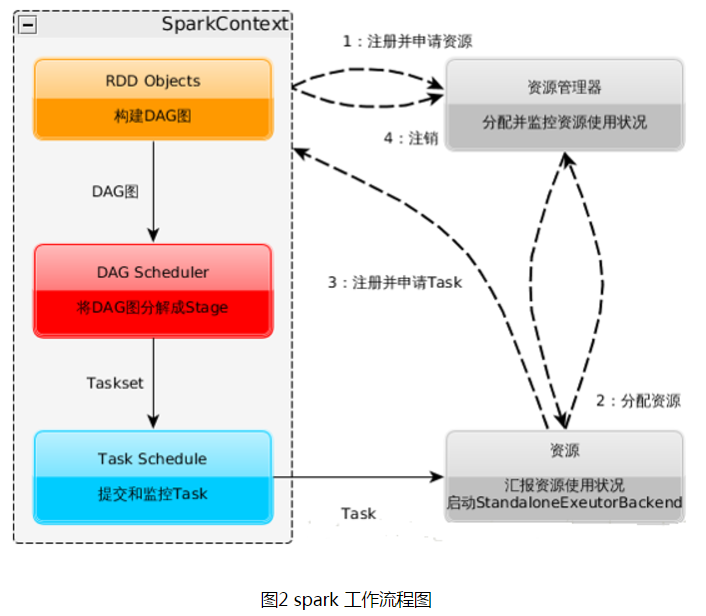 SparkContext
RDD Objects
构建DAG图
DAG图
DAG Scheduler
将DAG图分解成Stage
Taskset
Task Schedule
提交和监控Task
1：注册并申请资源
4：注销
资源管理器
分配并监控资源使用状况
3：注册并申请Task
2：分配资源
资源
汇报资源使用状况
启动StandaloneExeutorBackend
Task
图2 spark 工作流程图